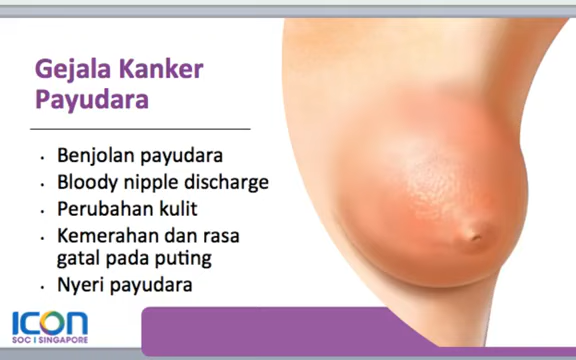 Gejala Kanker
Payudara
• Benjolan payudara
• Bloody nipple discharge
• Perubahan kulit
• Kemerahan dan rasa
gatal pada puting
• Nyeri payudara
ICON
SOC I SINGAPORE